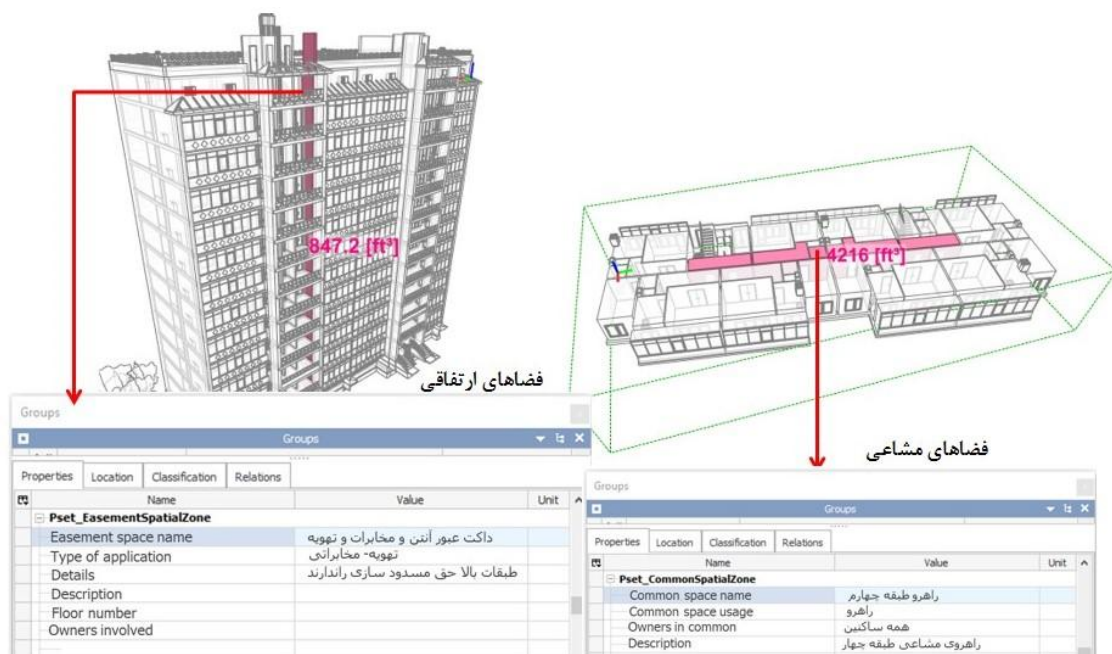 847.2 [ft³]
4216 [ft³]
فضاهای ارتفاقی
فضاهای مشاعی
Groups
Groups
Properties Location Classification Relations
Name Value Unit
Pset_EasementSpatialZone
Easement space name داکت عبور آنتن و مخابرات و تهویه
Type of application تهویه- مخابراتی
Details طبقات بالا حق مسدود سازی راندارند
Description
Floor number
Owners involved
Groups
Groups
Properties Location Classification Relations
Name Value Unit
Pset_CommonSpatialZone
Common space name راهرو طبقه چهارم
Common space usage راهرو
Owners in common همه ساکنین
Description راهروی مشاعی طبقه چهار